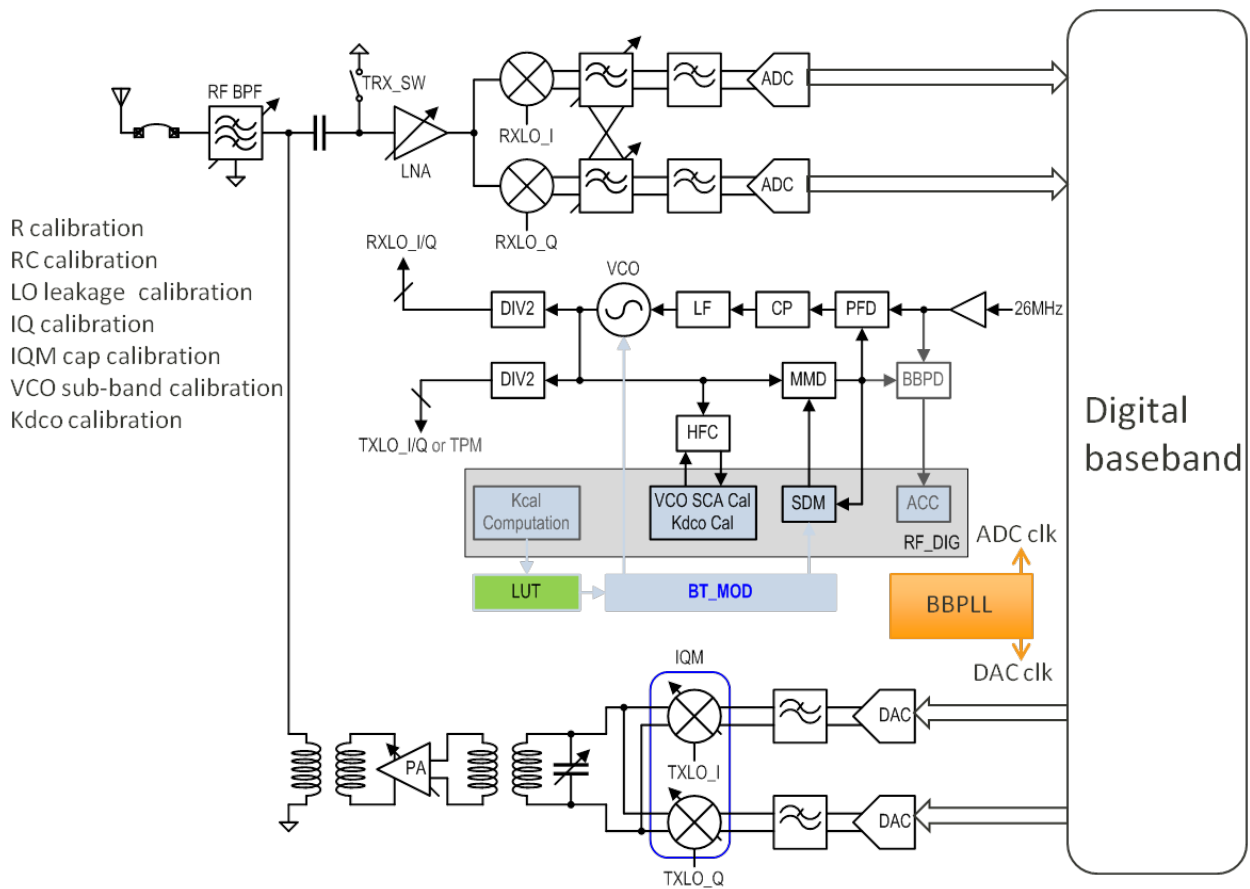 RF BPF
TRX_SW
LNA
RXLO_I
ADC
RXLO_Q
ADC
R calibration
RC calibration
LO leakage calibration
IQ calibration
IQM cap calibration
VCO sub-band calibration
Kdco calibration
RXLO_I/Q
DIV2
VCO
LF
CP
PFD
26MHz
DIV2
MMD
BBPD
TXLO_I/Q or TPM
HFC
Kcal
Computation
VCO SCA Cal
Kdco Cal
SDM
ACC
RF_DIG
LUT
BT_MOD
ADC clk
BBPLL
DAC clk
Digital
baseband
IQM
PA
TXLO_I
DAC
TXLO_Q
DAC